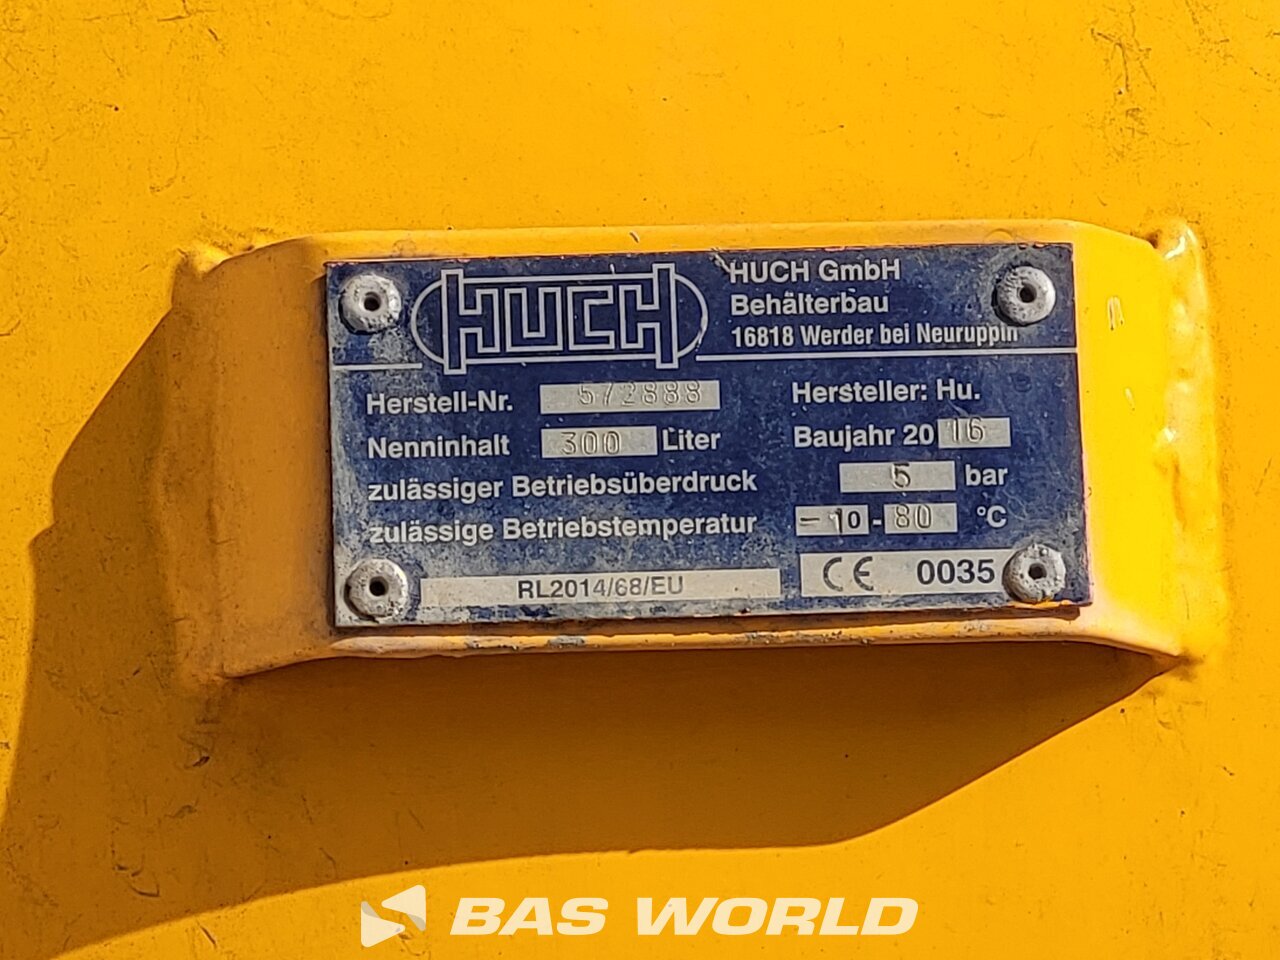 HUCH
HUCH GmbH
Behälterbau
16818 Werder bei Neuruppin
Herstell-Nr. 572888
Hersteller: Hu.
Nenninhalt 300 Liter
Baujahr 2016
zulässiger Betriebsüberdruck 5 bar
zulässige Betriebstemperatur -10 - 80 °C
RL2014/68/EU
CE 0035
BAS WORLD